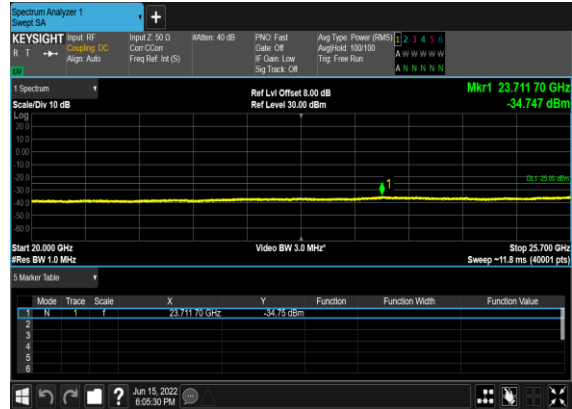 Spectrum Analyzer 1
Swept SA
+
KEYSIGHT Input: RF Input Z: 50 Ω #Atten: 40 dB PNO: Fast Avg Type: Power (RMS) 1 2 3 4 5 6
R T Coupling: DC Corr CCorr Gate: Off Avg|Hold: 100/100 A W W W W W
Align: Auto Freq Ref: Int (S) IF Gain: Low Trig: Free Run
Sig Track: Off A N N N N N
1 Spectrum Ref Lvl Offset 8.00 dB Mkr1 23.711 70 GHz
Scale/Div 10 dB Ref Level 30.00 dBm -34.747 dBm
Log
20.0
10.0
0.00
-10.0
1
-20.0 DL1 -25.00 dBm
-30.0
-40.0
-50.0
-60.0
Start 20.000 GHz Video BW 3.0 MHz* Stop 25.700 GHz
#Res BW 1.0 MHz Sweep ~11.8 ms (40001 pts)
5 Marker Table
Mode Trace Scale X Y Function Function Width Function Value
1 N 1 f 23.711 70 GHz -34.75 dBm
2
3
4
5
6
? Jun 15, 2022
6:05:30 PM